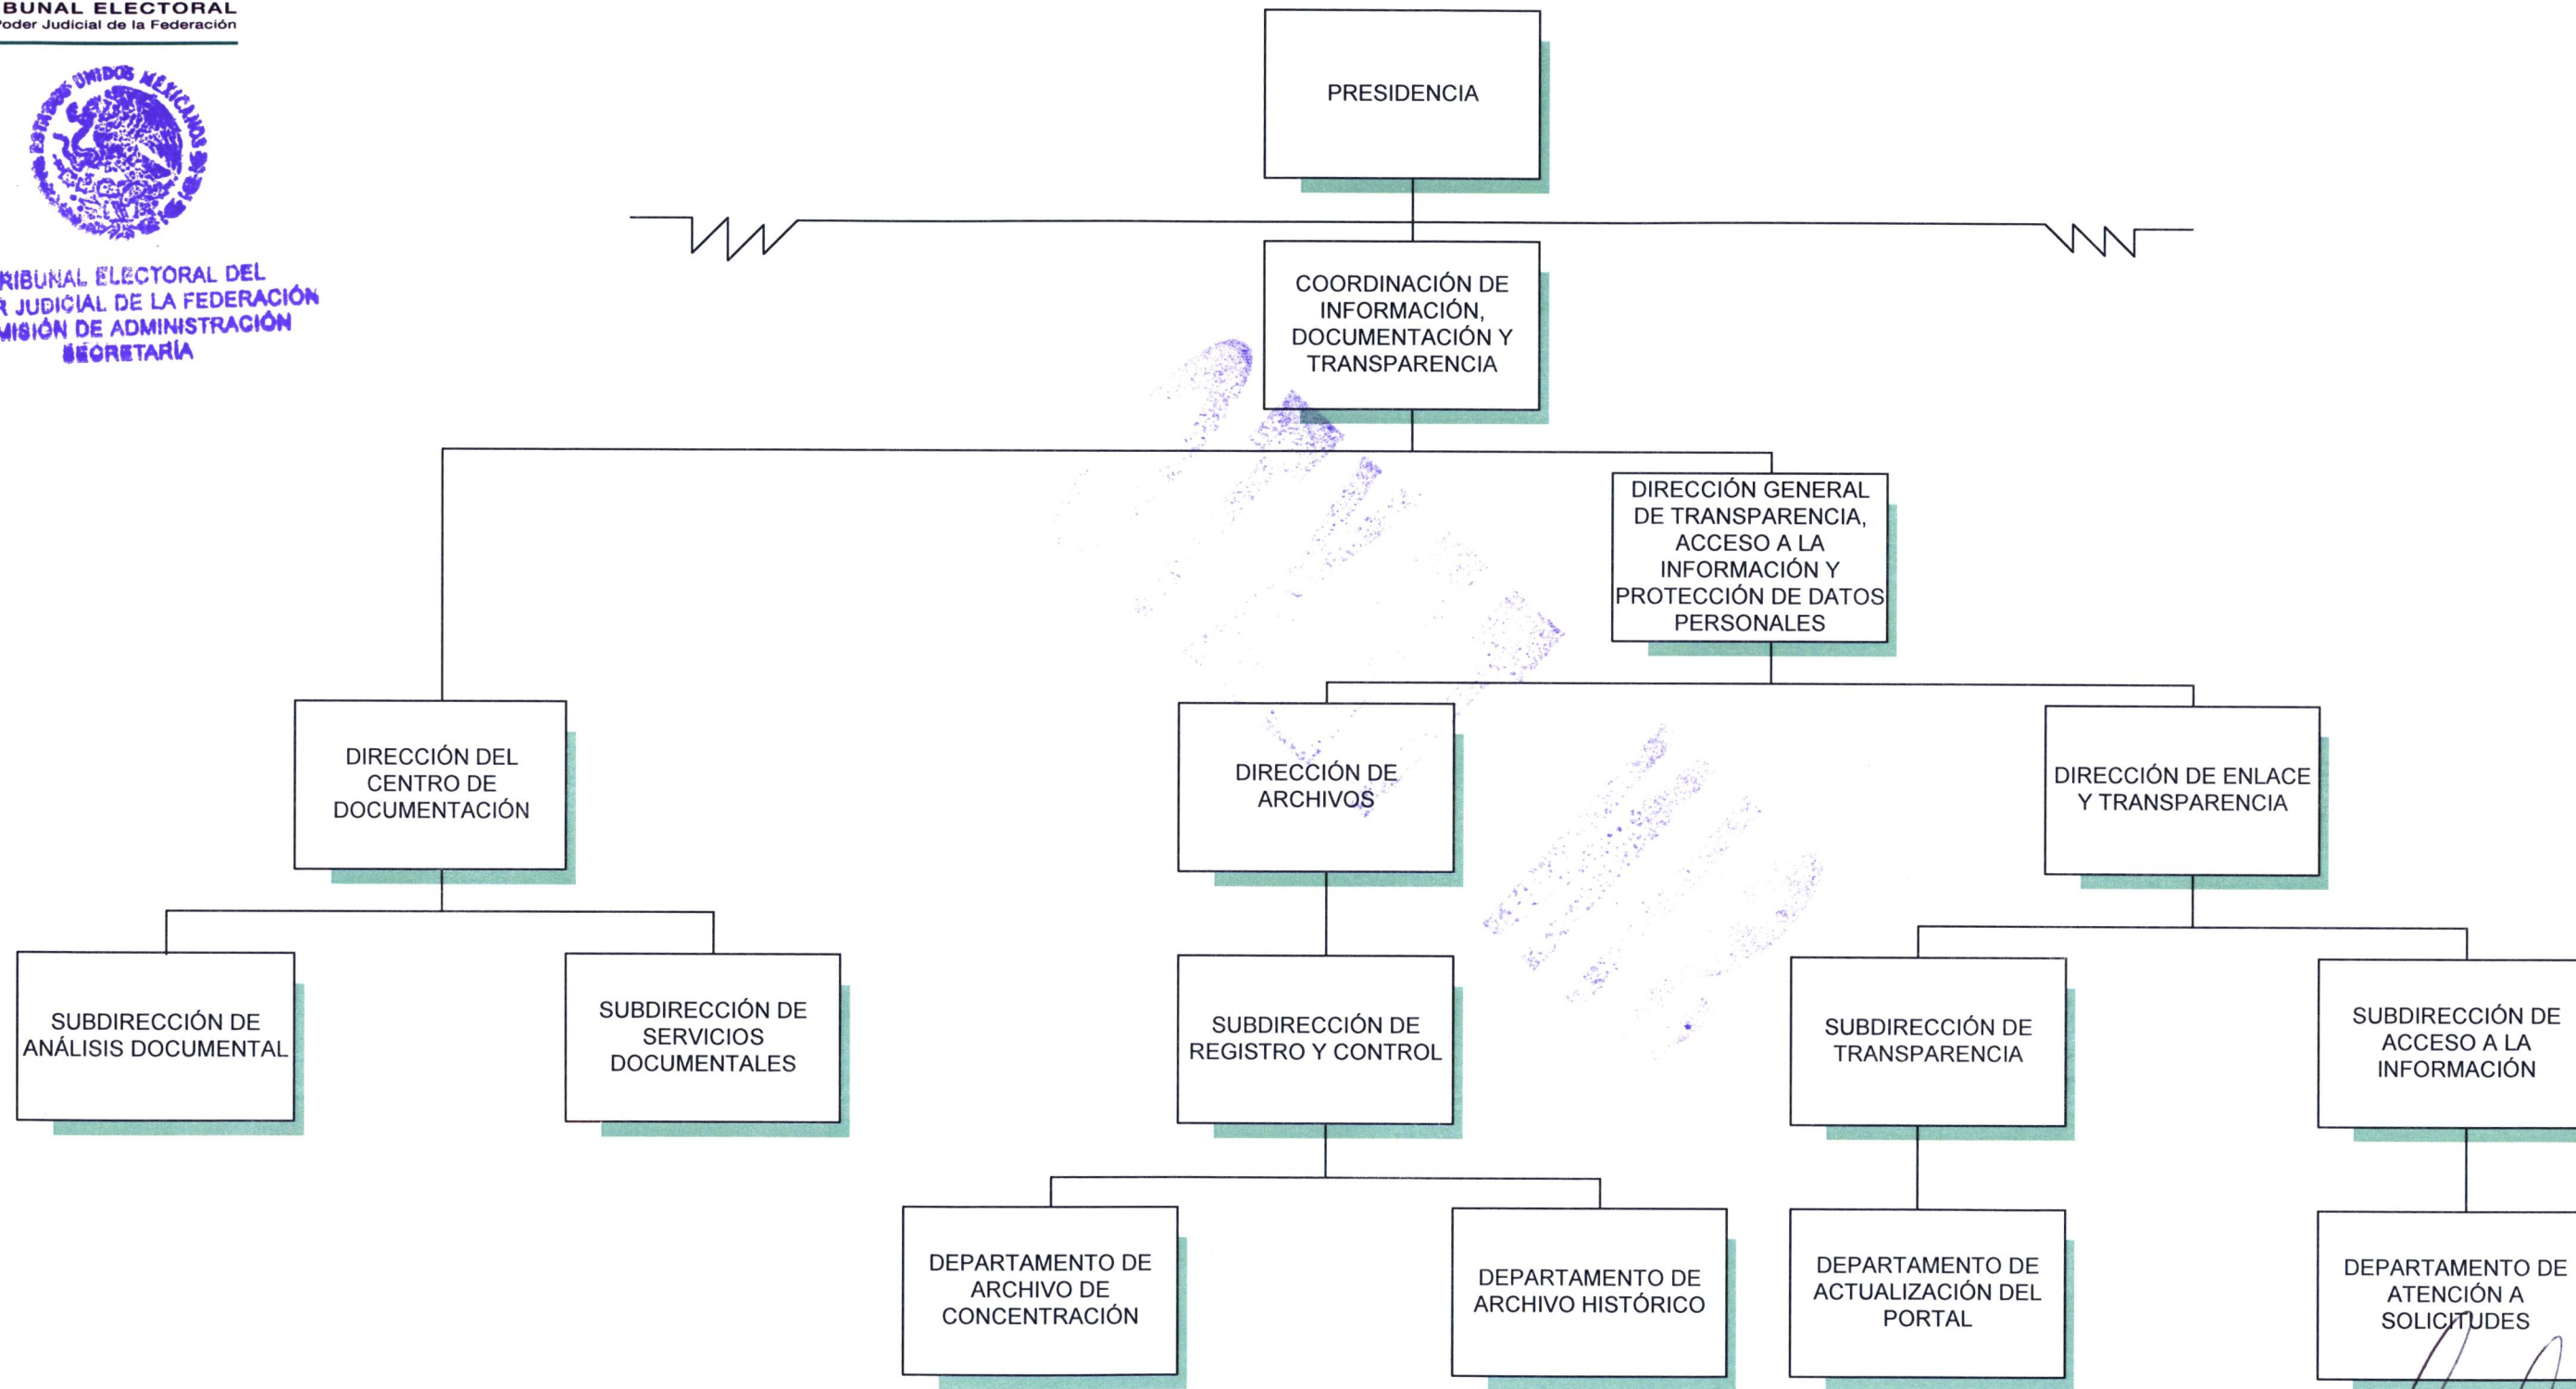 BUNAL ELECTORAL
Poder Judicial de la Federación
ESTADOS UNIDOS MEXICANOS
RIBUNAL ELECTORAL DEL
R JUDICIAL DE LA FEDERACIÓN
MISIÓN DE ADMINISTRACIÓN
SECRETARÍA
PRESIDENCIA
COORDINACIÓN DE
INFORMACIÓN,
DOCUMENTACIÓN Y
TRANSPARENCIA
DIRECCIÓN GENERAL
DE TRANSPARENCIA,
ACCESO A LA
INFORMACIÓN Y
PROTECCIÓN DE DATOS
PERSONALES
DIRECCIÓN DEL
CENTRO DE
DOCUMENTACIÓN
DIRECCIÓN DE
ARCHIVOS
DIRECCIÓN DE ENLACE
Y TRANSPARENCIA
SUBDIRECCIÓN DE
ANÁLISIS DOCUMENTAL
SUBDIRECCIÓN DE
SERVICIOS
DOCUMENTALES
SUBDIRECCIÓN DE
REGISTRO Y CONTROL
SUBDIRECCIÓN DE
TRANSPARENCIA
SUBDIRECCIÓN DE
ACCESO A LA
INFORMACIÓN
DEPARTAMENTO DE
ARCHIVO DE
CONCENTRACIÓN
DEPARTAMENTO DE
ARCHIVO HISTÓRICO
DEPARTAMENTO DE
ACTUALIZACIÓN DEL
PORTAL
DEPARTAMENTO DE
ATENCIÓN A
SOLICITUDES